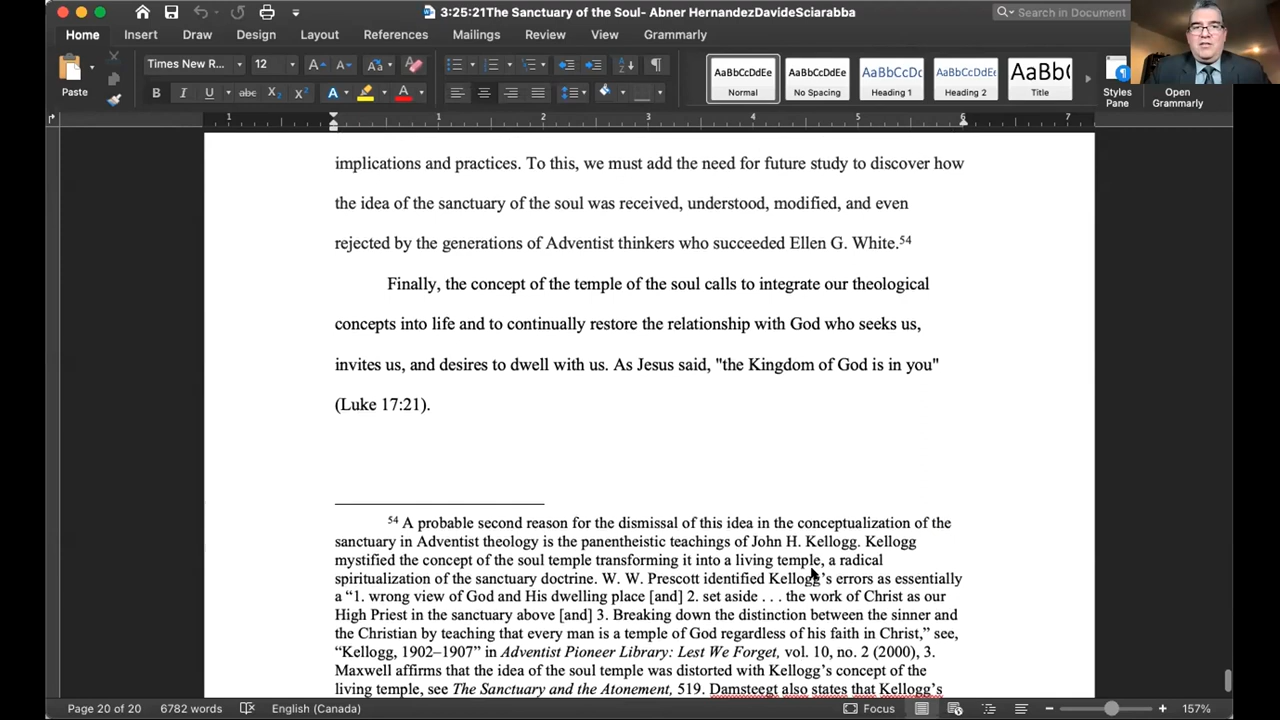 3:25:21The Sanctuary of the Soul- Abner HernandezDavideSciarabba
Search in Document
Home Insert Draw Design Layout References Mailings Review View Grammarly
Times New R... 12 Aa
Paste
B I U abc X₂ X² A A
AaBbCcDdEe AaBbCcDdEe AaBbCcDc AaBbCcDdEe AaBbC
Normal No Spacing Heading 1 Heading 2 Title
Styles Pane
Open Grammarly
1 1 2 3 4 5 6 7
implications and practices. To this, we must add the need for future study to discover how
the idea of the sanctuary of the soul was received, understood, modified, and even
rejected by the generations of Adventist thinkers who succeeded Ellen G. White.⁵⁴
Finally, the concept of the temple of the soul calls to integrate our theological
concepts into life and to continually restore the relationship with God who seeks us,
invites us, and desires to dwell with us. As Jesus said, "the Kingdom of God is in you"
(Luke 17:21).
⁵⁴ A probable second reason for the dismissal of this idea in the conceptualization of the
sanctuary in Adventist theology is the panentheistic teachings of John H. Kellogg. Kellogg
mystified the concept of the soul temple transforming it into a living temple, a radical
spiritualization of the sanctuary doctrine. W. W. Prescott identified Kellogg’s errors as essentially
a “1. wrong view of God and His dwelling place [and] 2. set aside . . . the work of Christ as our
High Priest in the sanctuary above [and] 3. Breaking down the distinction between the sinner and
the Christian by teaching that every man is a temple of God regardless of his faith in Christ,” see,
“Kellogg, 1902–1907” in Adventist Pioneer Library: Lest We Forget, vol. 10, no. 2 (2000), 3.
Maxwell affirms that the idea of the soul temple was distorted with Kellogg’s concept of the
living temple, see The Sanctuary and the Atonement, 519. Damsteegt also states that Kellogg’s
Page 20 of 20 6782 words English (Canada) Focus 157%